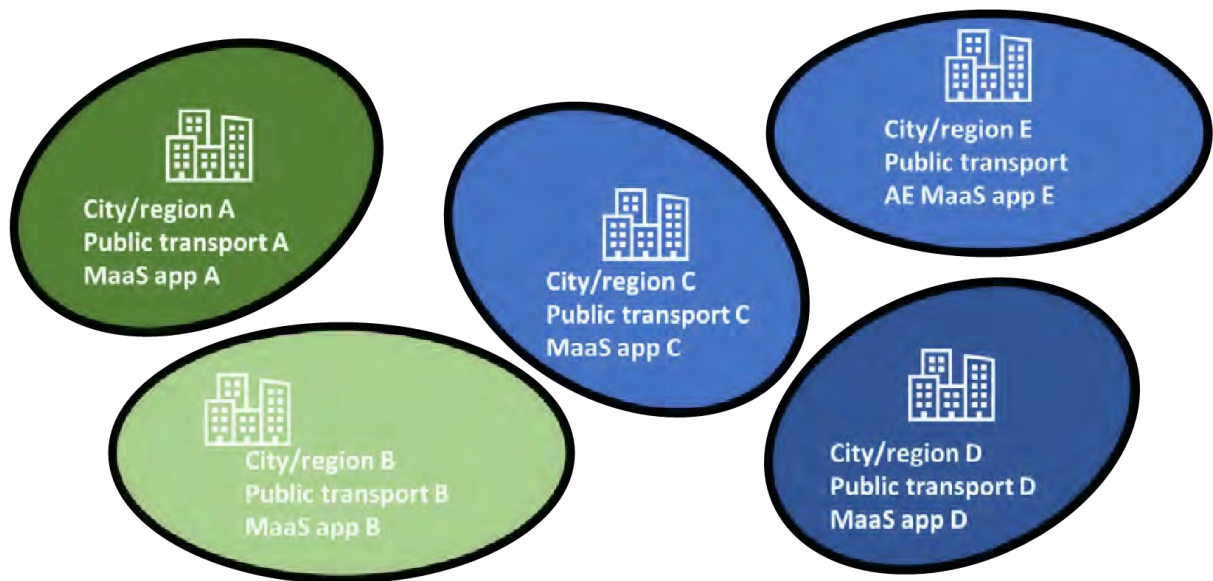 City/region A
Public transport A
MaaS app A
City/region B
Public transport B
MaaS app B
City/region C
Public transport C
MaaS app C
City/region E
Public transport
AE MaaS app E
City/region D
Public transport D
MaaS app D